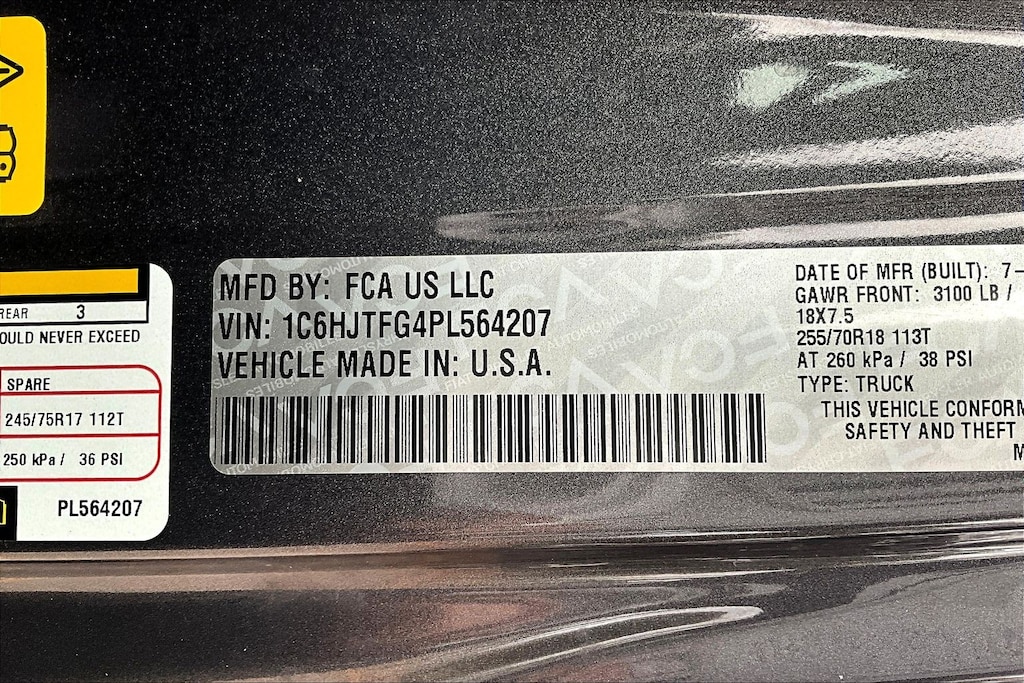 REAR 3
OULD NEVER EXCEED
SPARE
245/75R17 112T
250 kPa / 36 PSI
PL564207
MFD BY: FCA US LLC
VIN: 1C6HJTFG4PL564207
VEHICLE MADE IN: U.S.A.
DATE OF MFR (BUILT): 7-
GAWR FRONT: 3100 LB /
18X7.5
255/70R18 113T
AT 260 kPa / 38 PSI
TYPE: TRUCK
THIS VEHICLE CONFORM
SAFETY AND THEFT
M